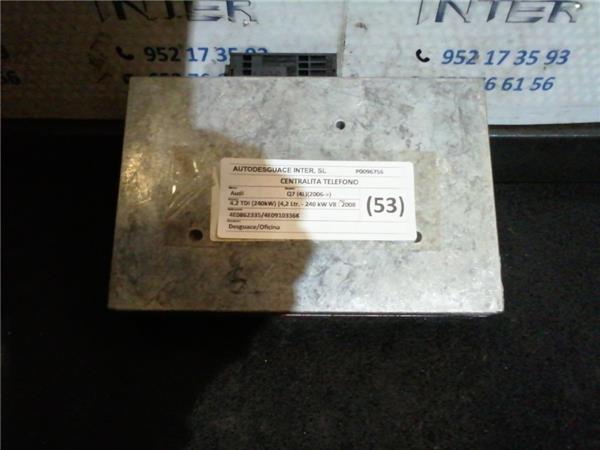 INTER
INTER
952 17 35 93
952 17 35 93
56
66 61 56
AUTODESGUACE INTER, SL P0096756
CENTRALITA TELEFONO
Audi Q7 (4L)(2006->)
4.2 TDI (240kW) [4,2 Ltr. - 240 kW V8 2008
4E0862335/4E0910336K
Desguace/Oficina
(53)